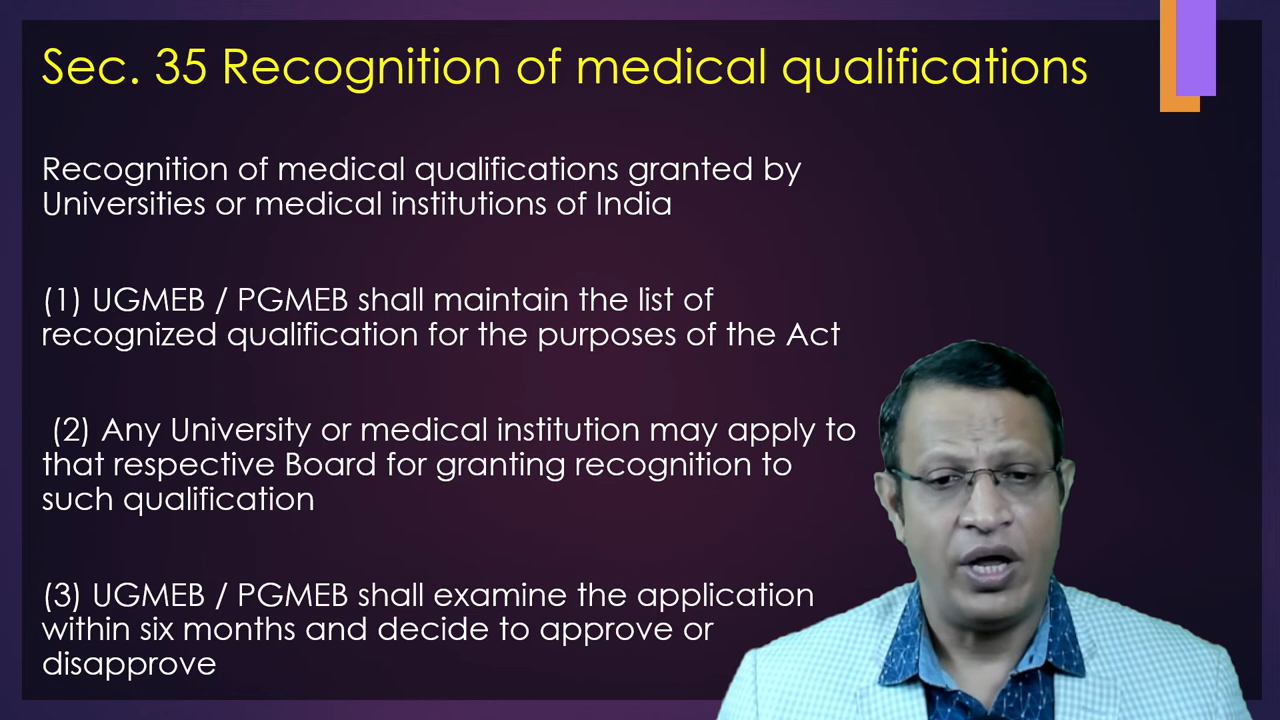 Sec. 35 Recognition of medical qualifications
Recognition of medical qualifications granted by
Universities or medical institutions of India
(1) UGMEB / PGMEB shall maintain the list of
recognized qualification for the purposes of the Act
(2) Any University or medical institution may apply to
that respective Board for granting recognition to
such qualification
(3) UGMEB / PGMEB shall examine the application
within six months and decide to approve or
disapprove